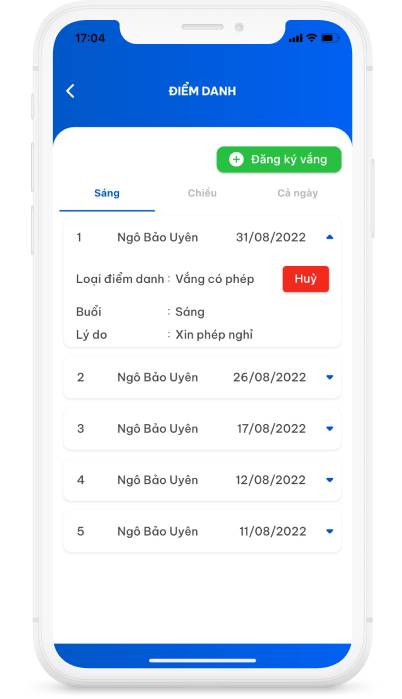 17:04
ĐIỂM DANH
Đăng ký vắng
Sáng Chiều Cả ngày
1 Ngô Bảo Uyên 31/08/2022
Loại điểm danh : Vắng có phép Huỷ
Buổi : Sáng
Lý do : Xin phép nghỉ
2 Ngô Bảo Uyên 26/08/2022
3 Ngô Bảo Uyên 17/08/2022
4 Ngô Bảo Uyên 12/08/2022
5 Ngô Bảo Uyên 11/08/2022